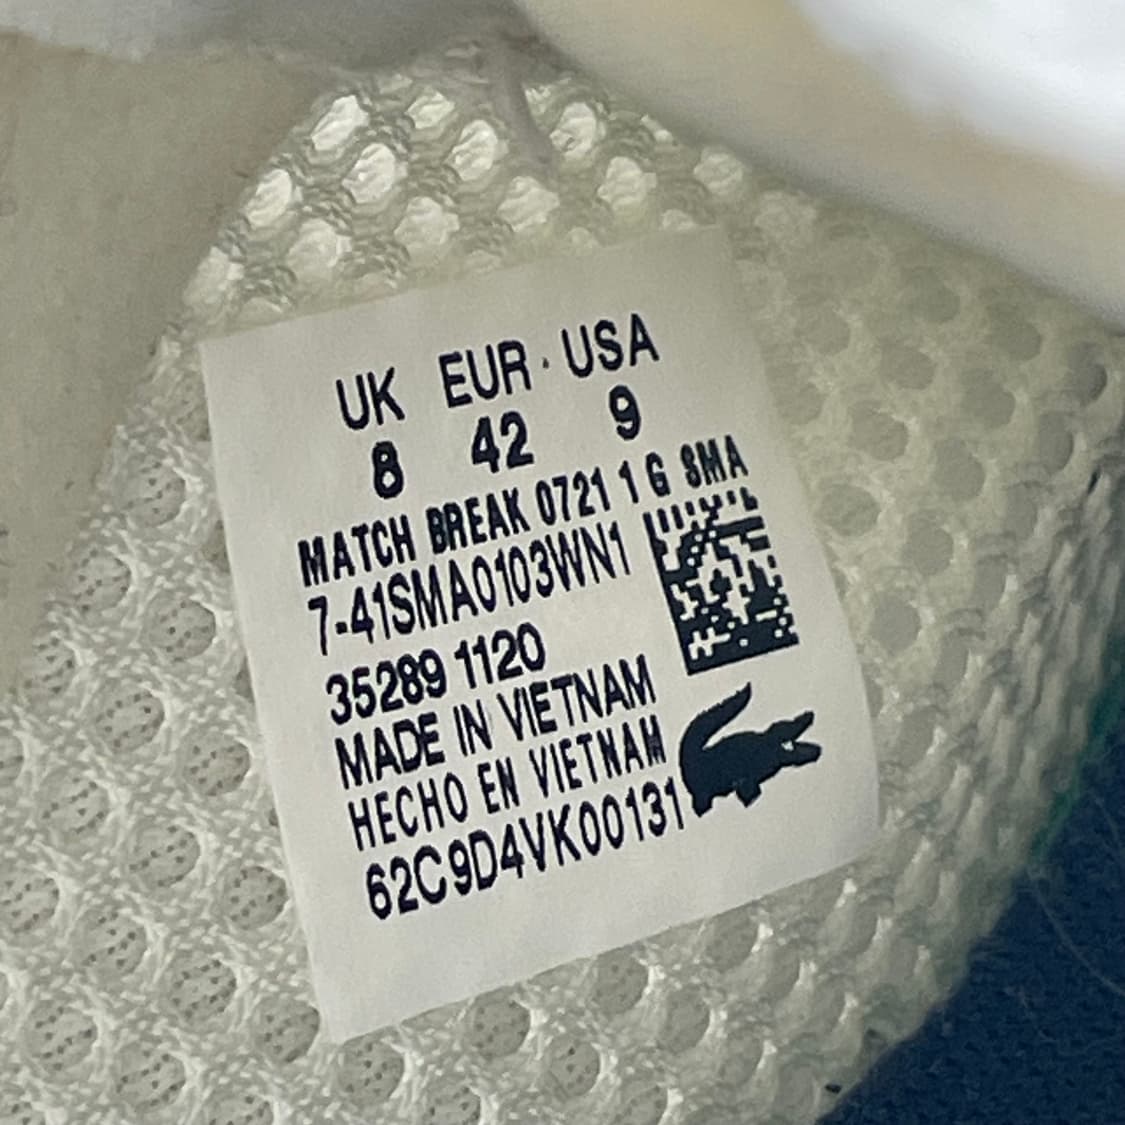 UK EUR · USA
8 42 9
MATCH BREAK 0721 1 G SMA
7-41SMA0103WN1
35289 1120
MADE IN VIETNAM
HECHO EN VIETNAM
62C9D4VK00131